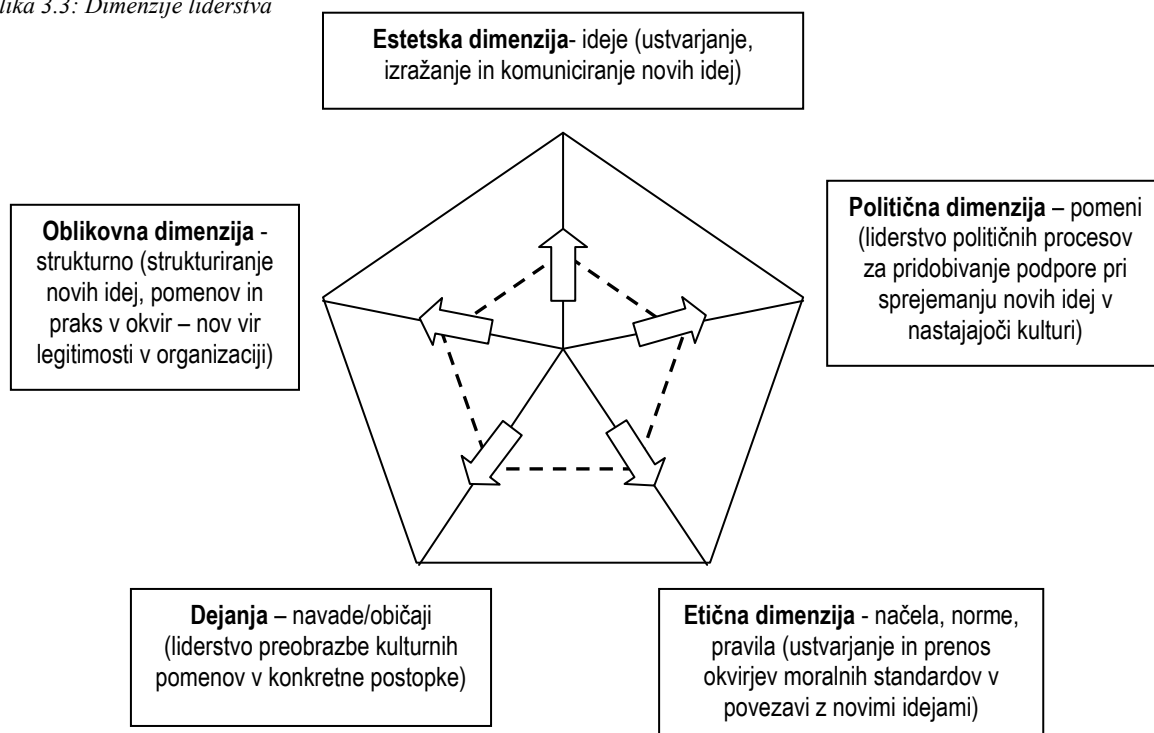 lika 3.3: Dimenzije liderstva
Estetska dimenzija- ideje (ustvarjanje,
izražanje in komuniciranje novih idej)
Oblikovna dimenzija -
strukturno (strukturiranje
novih idej, pomenov in
praks v okvir – nov vir
legitimosti v organizaciji)
Politična dimenzija – pomeni
(liderstvo političnih procesov
za pridobivanje podpore pri
sprejemanju novih idej v
nastajajoči kulturi)
Dejanja – navade/običaji
(liderstvo preobrazbe kulturnih
pomenov v konkretne postopke)
Etična dimenzija - načela, norme,
pravila (ustvarjanje in prenos
okvirjev moralnih standardov v
povezavi z novimi idejami)